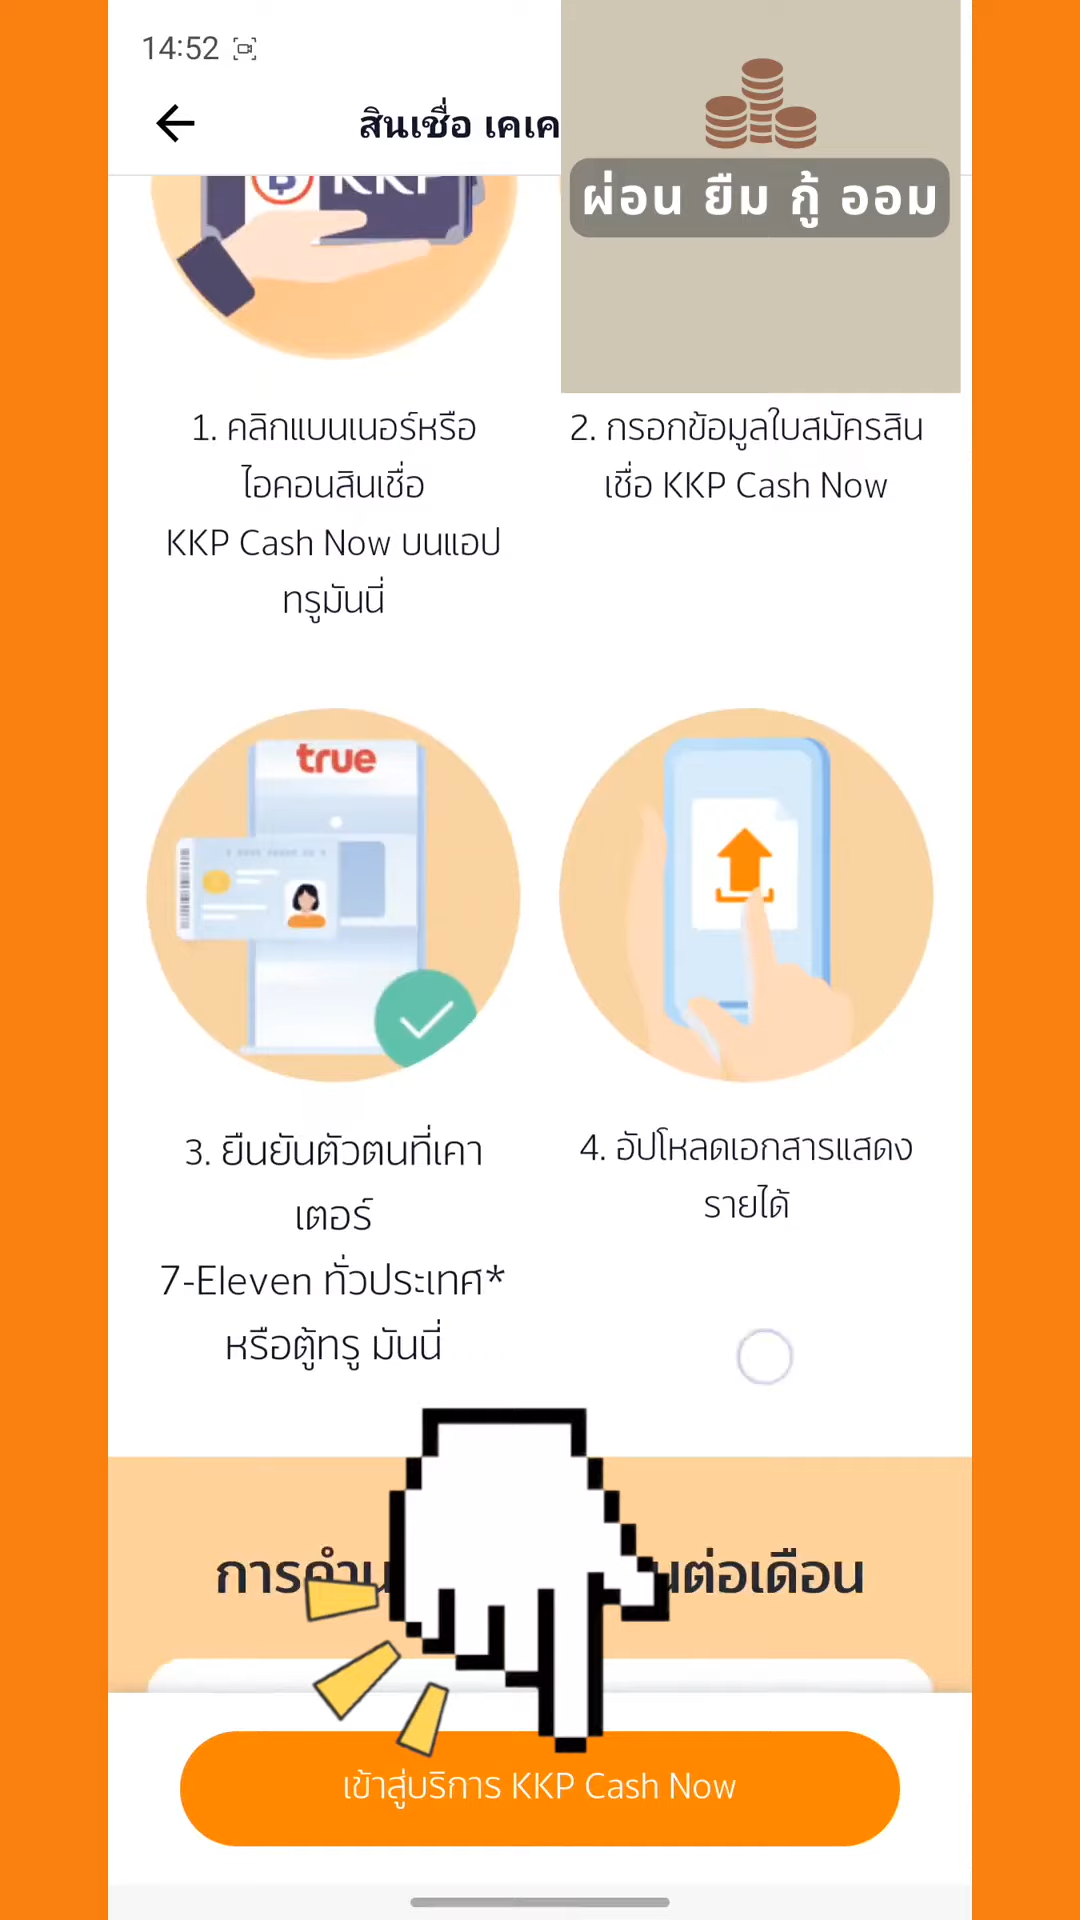 14:52
สินเชื่อ เคเค
ผ่อน ยืม กู้ ออม
KKP
1. คลิกแบนเนอร์หรือ
ไอคอนสินเชื่อ
KKP Cash Now บนแอป
ทรูมันนี่
2. กรอกข้อมูลใบสมัครสิน
เชื่อ KKP Cash Now
true
3. ยืนยันตัวตนที่เคา
เตอร์
7-Eleven ทั่วประเทศ*
หรือตู้ทรู มันนี่
4. อัปโหลดเอกสารแสดง
รายได้
ต่อเดือน
เข้าสู่บริการ KKP Cash Now